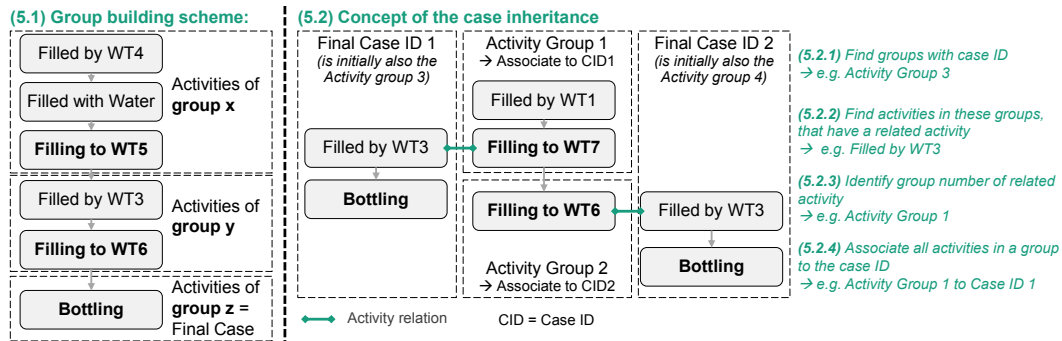 (5.1) Group building scheme:
Filled by WT4
Filled with Water
Filling to WT5
Activities of
group x
Filled by WT3
Filling to WT6
Activities of
group y
Bottling
Activities of
group z =
Final Case
(5.2) Concept of the case inheritance
Final Case ID 1
(is initially also the
Activity group 3)
Filled by WT3
Bottling
Activity Group 1
→ Associate to CID1
Filled by WT1
Filling to WT7
Filling to WT6
Activity Group 2
→ Associate to CID2
Final Case ID 2
(is initially also the
Activity group 4)
Filled by WT3
Bottling
Activity relation
CID = Case ID
(5.2.1) Find groups with case ID
→ e.g. Activity Group 3
(5.2.2) Find activities in these groups,
that have a related activity
→ e.g. Filled by WT3
(5.2.3) Identify group number of related
activity
→ e.g. Activity Group 1
(5.2.4) Associate all activities in a group
to the case ID
→ e.g. Activity Group 1 to Case ID 1